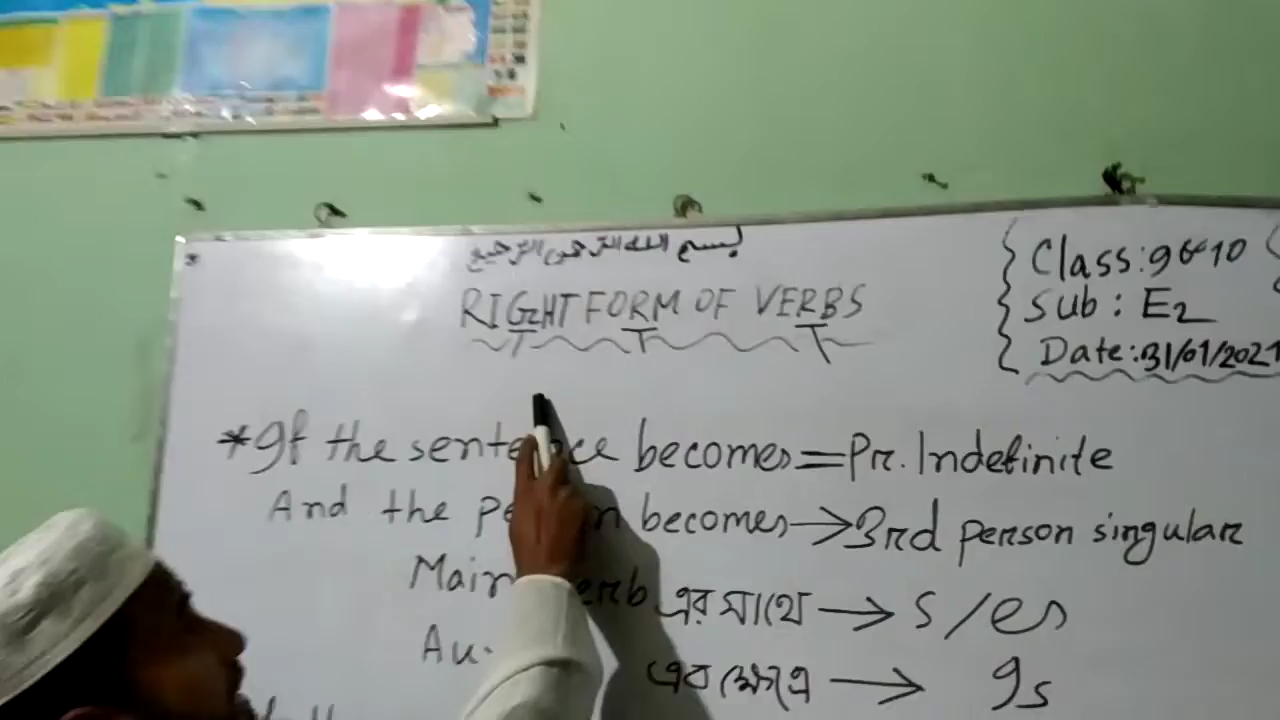 بسم الله الرحمن الرحيم
RIGHT FORM OF VERBS
Class: 9 & 10
Sub: E2
Date: 31/01/2021
*If the sentence becomes = Pr. Indefinite
And the person becomes → 3rd person singular
Main verb এর সাথে → s/es
Au. এর ক্ষেত্রে → Is